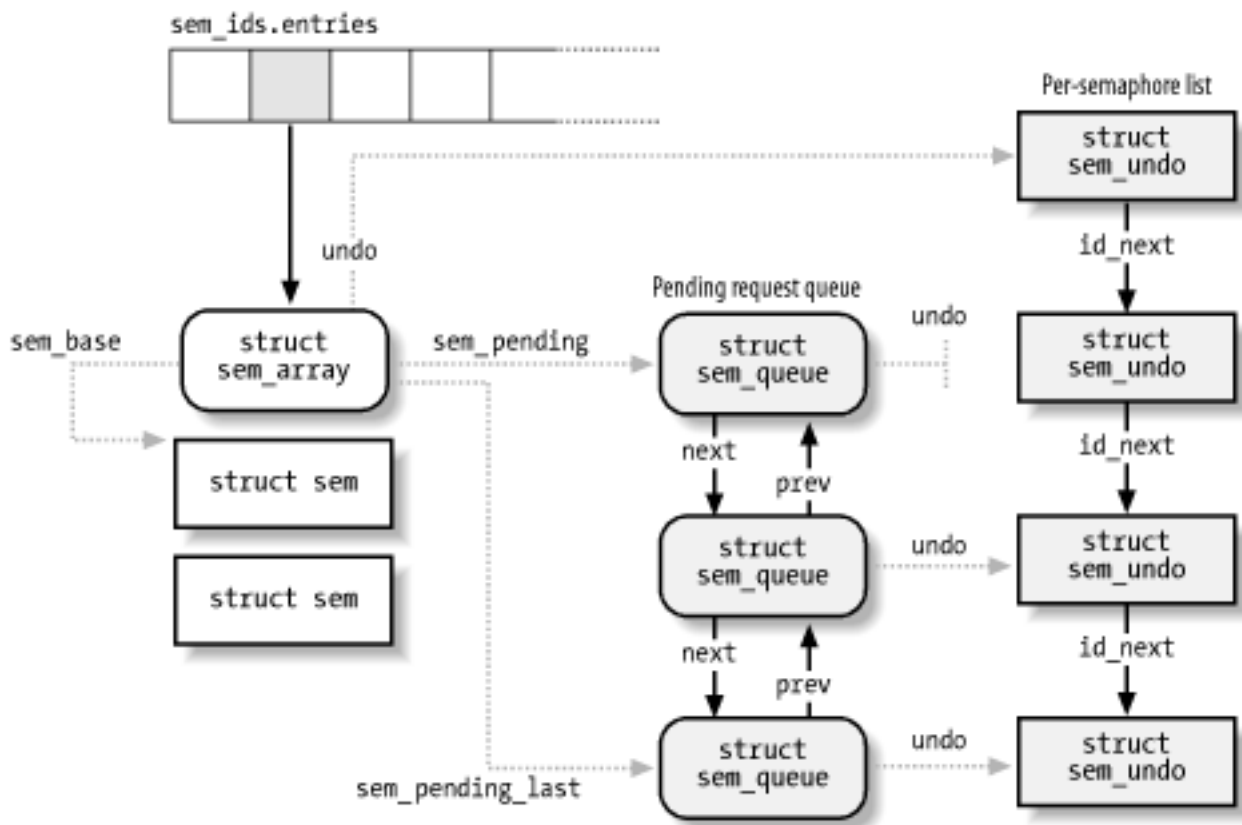 sem_ids.entries
Per-semaphore list
struct
sem_undo
undo
id_next
Pending request queue
sem_base
struct
sem_array
sem_pending
struct
sem_queue
undo
struct
sem_undo
next
prev
id_next
struct sem
struct
sem_queue
undo
struct
sem_undo
struct sem
next
prev
id_next
sem_pending_last
struct
sem_queue
undo
struct
sem_undo